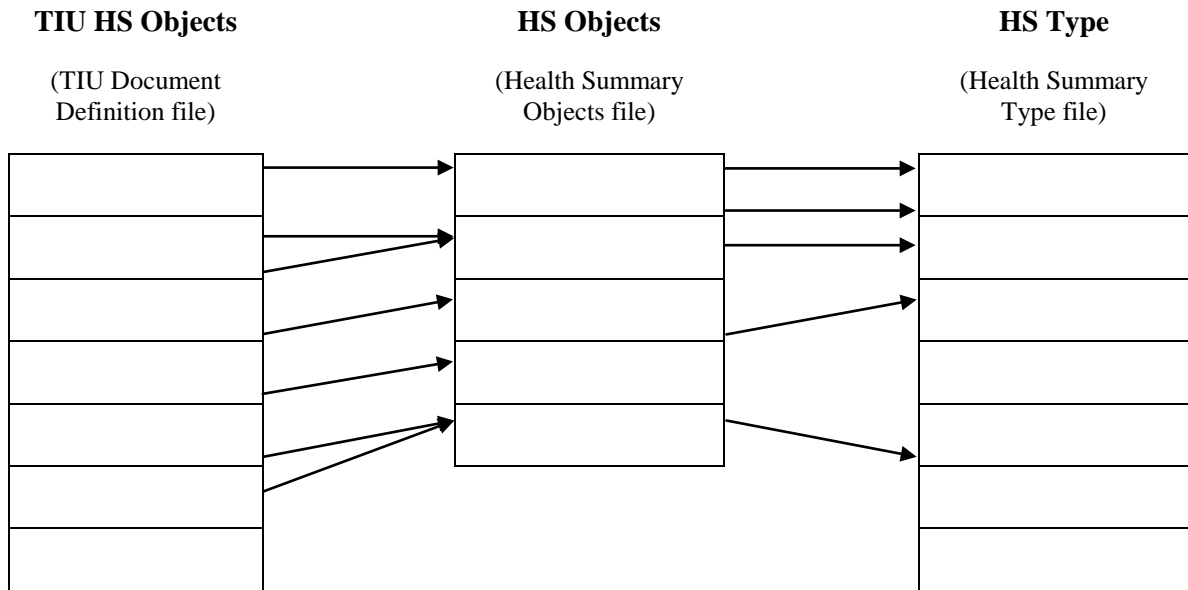 TIU HS Objects
(TIU Document
Definition file)
HS Objects
(Health Summary
Objects file)
HS Type
(Health Summary
Type file)